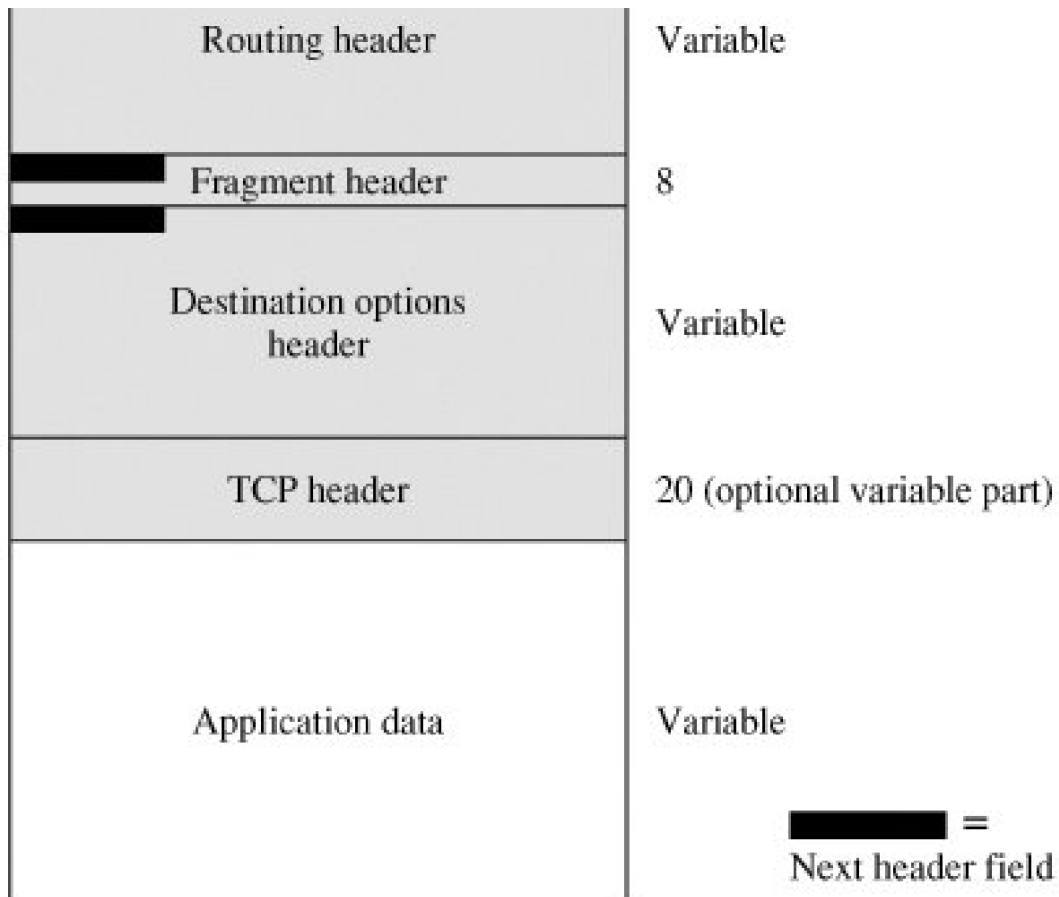 Routing header
Variable
Fragment header
8
Destination options
header
Variable
TCP header
20 (optional variable part)
Application data
Variable
=
Next header field